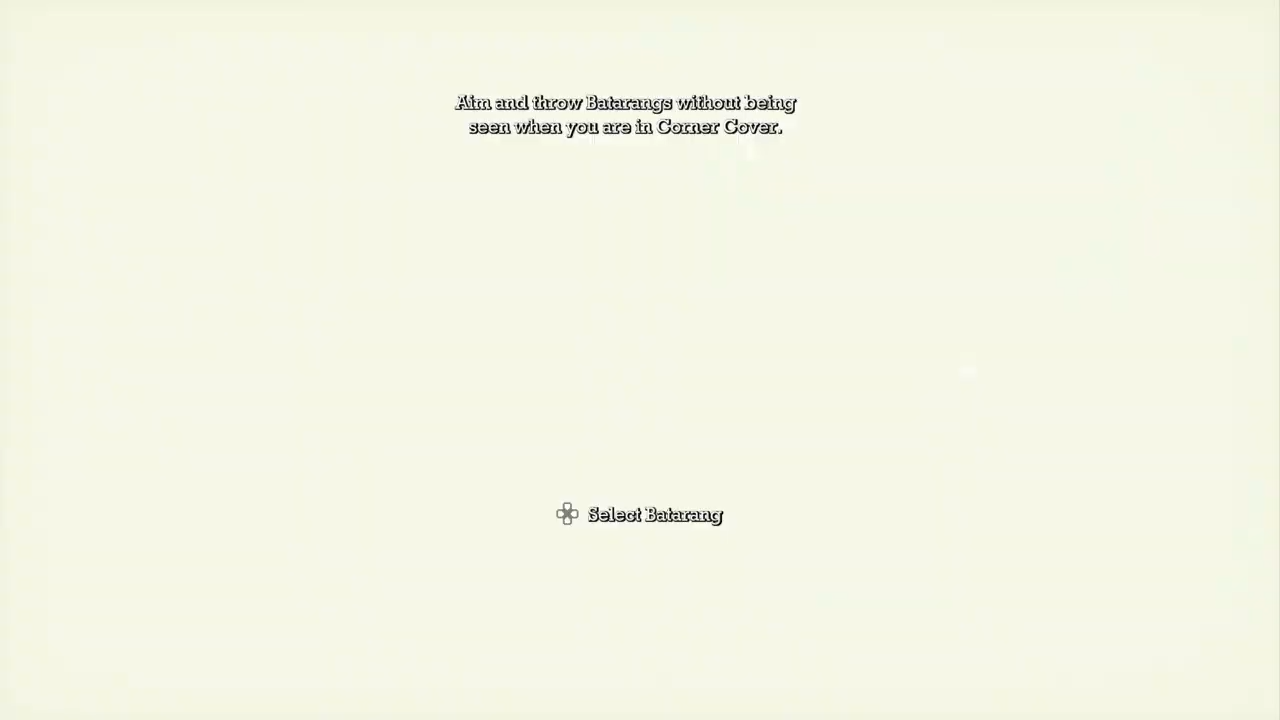 Aim and throw Batarangs without being
seen when you are in Corner Cover.
Select Batarang